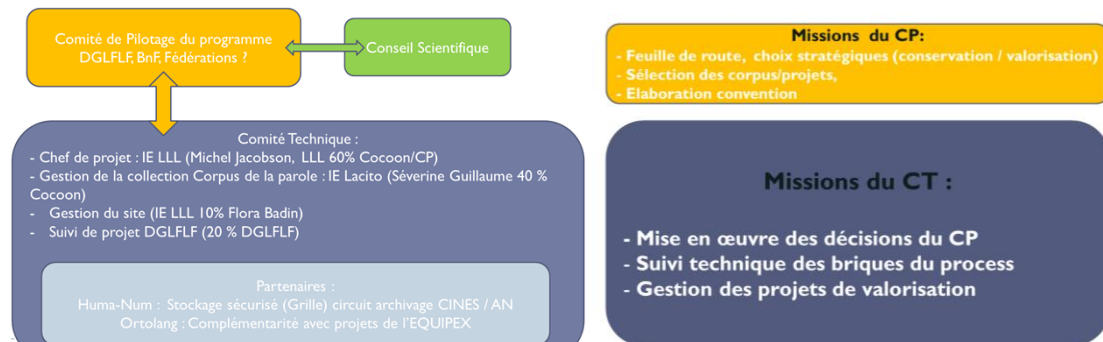 Comité de Pilotage du programme
DGLFLF, BnF, Fédérations ?
Conseil Scientifique
Missions du CP:
- Feuille de route, choix stratégiques (conservation / valorisation)
- Sélection des corpus/projets,
- Elaboration convention
Comité Technique :
- Chef de projet : IE LLL (Michel Jacobson, LLL 60% Cocoon/CP)
- Gestion de la collection Corpus de la parole : IE Lacito (Séverine Guillaume 40 %
Cocoon)
- Gestion du site (IE LLL 10% Flora Badin)
- Suivi de projet DGLFLF (20 % DGLFLF)
Partenaires :
Huma-Num : Stockage sécurisé (Grille) circuit archivage CINES / AN
Ortolang : Complémentarité avec projets de l'EQUIPEX
Missions du CT :
- Mise en œuvre des décisions du CP
- Suivi technique des briques du process
- Gestion des projets de valorisation